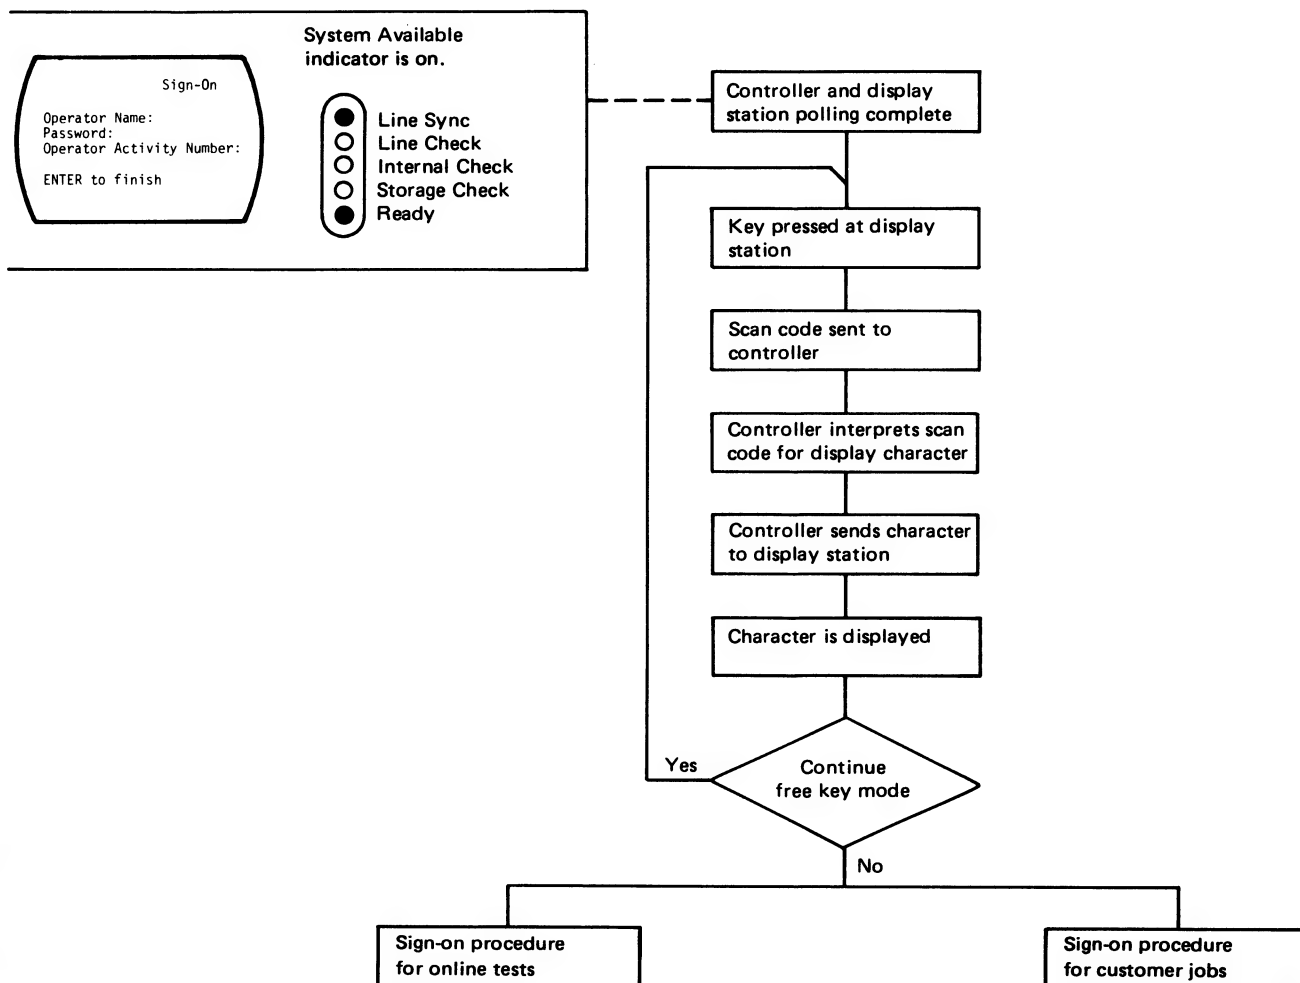 System Available
indicator is on.
Sign-On
Operator Name:
Password:
Operator Activity Number:
ENTER to finish
Line Sync
Line Check
Internal Check
Storage Check
Ready
Controller and display
station polling complete
Key pressed at display
station
Scan code sent to
controller
Controller interprets scan
code for display character
Controller sends character
to display station
Character is displayed
Continue
free key mode
Yes
No
Sign-on procedure
for online tests
Sign-on procedure
for customer jobs